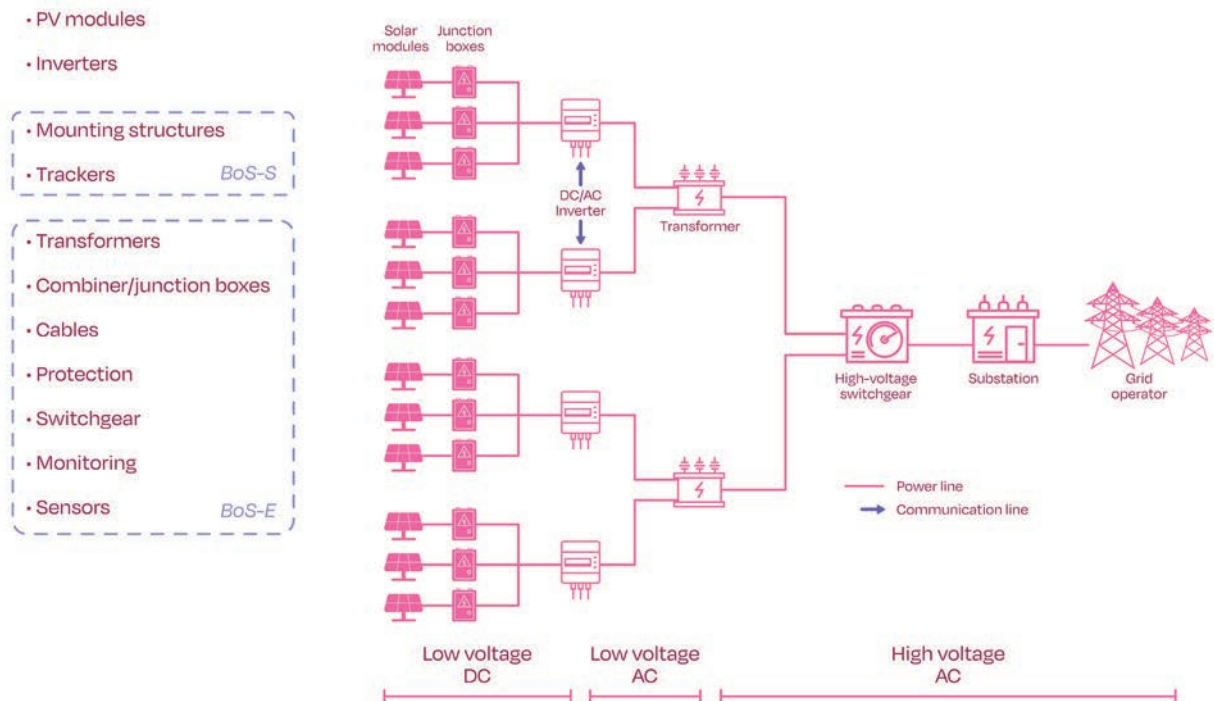 • PV modules
• Inverters
• Mounting structures
• Trackers
BoS-S
• Transformers
• Combiner/junction boxes
• Cables
• Protection
• Switchgear
• Monitoring
• Sensors
BoS-E
Solar
modules
Junction
boxes
DC/AC
Inverter
Transformer
High-voltage
switchgear
Substation
Grid
operator
Power line
Communication line
Low voltage
DC
Low voltage
AC
High voltage
AC